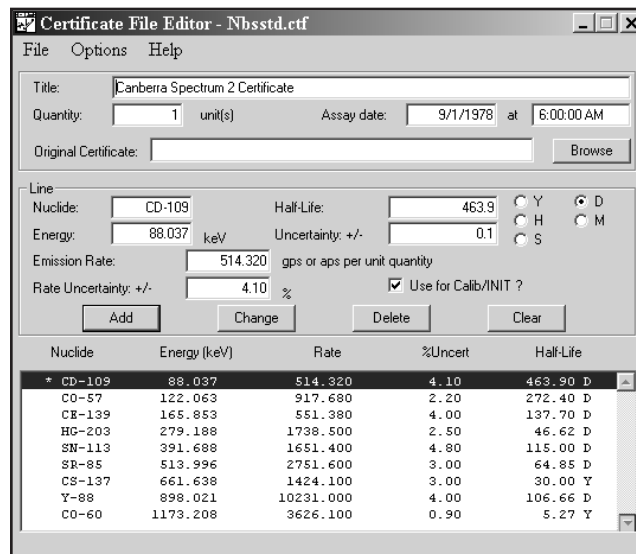 Certificate File Editor - Nbsstd.ctf
File Options Help
Title: Canberra Spectrum 2 Certificate
Quantity: 1 unit(s) Assay date: 9/1/1978 at 6:00:00 AM
Original Certificate: Browse
Line
Nuclide: CD-109 Half-Life: 463.9 Y D
H M
Energy: 88.037 keV Uncertainty: +/- 0.1 S
Emission Rate: 514.320 gps or aps per unit quantity
Rate Uncertainty: +/- 4.10 % Use for Calib/INIT ?
Add Change Delete Clear
Nuclide Energy (keV) Rate %Uncert Half-Life
* CD-109 88.037 514.320 4.10 463.90 D
CO-57 122.063 917.680 2.20 272.40 D
CE-139 165.853 551.380 4.00 137.70 D
HG-203 279.188 1738.500 2.50 46.62 D
SN-113 391.688 1651.400 4.80 115.00 D
SR-85 513.996 2751.600 3.00 64.85 D
CS-137 661.638 1424.100 3.00 30.00 Y
Y-88 898.021 10231.000 4.00 106.66 D
CO-60 1173.208 3626.100 0.90 5.27 Y